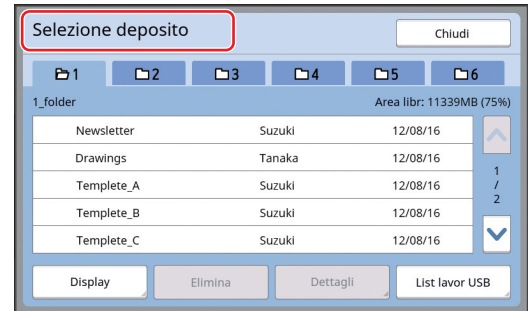 Selezione deposito
Chiudi
1 2 3 4 5 6
1_folder Area libr: 11339MB (75%)
Newsletter Suzuki 12/08/16
Drawings Tanaka 12/08/16
Templete_A Suzuki 12/08/16
Templete_B Suzuki 12/08/16
Templete_C Suzuki 12/08/16
1
/
2
Display Elimina Dettagli List lavor USB